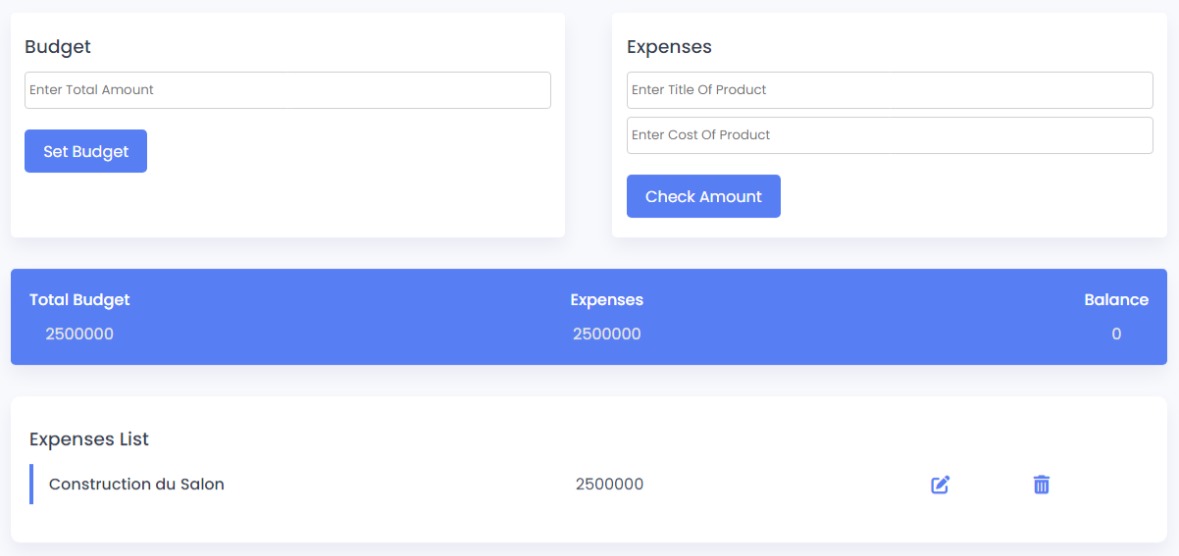 Budget
Enter Total Amount
Set Budget
Expenses
Enter Title Of Product
Enter Cost Of Product
Check Amount
Total Budget Expenses Balance
2500000 2500000 0
Expenses List
Construction du Salon 2500000